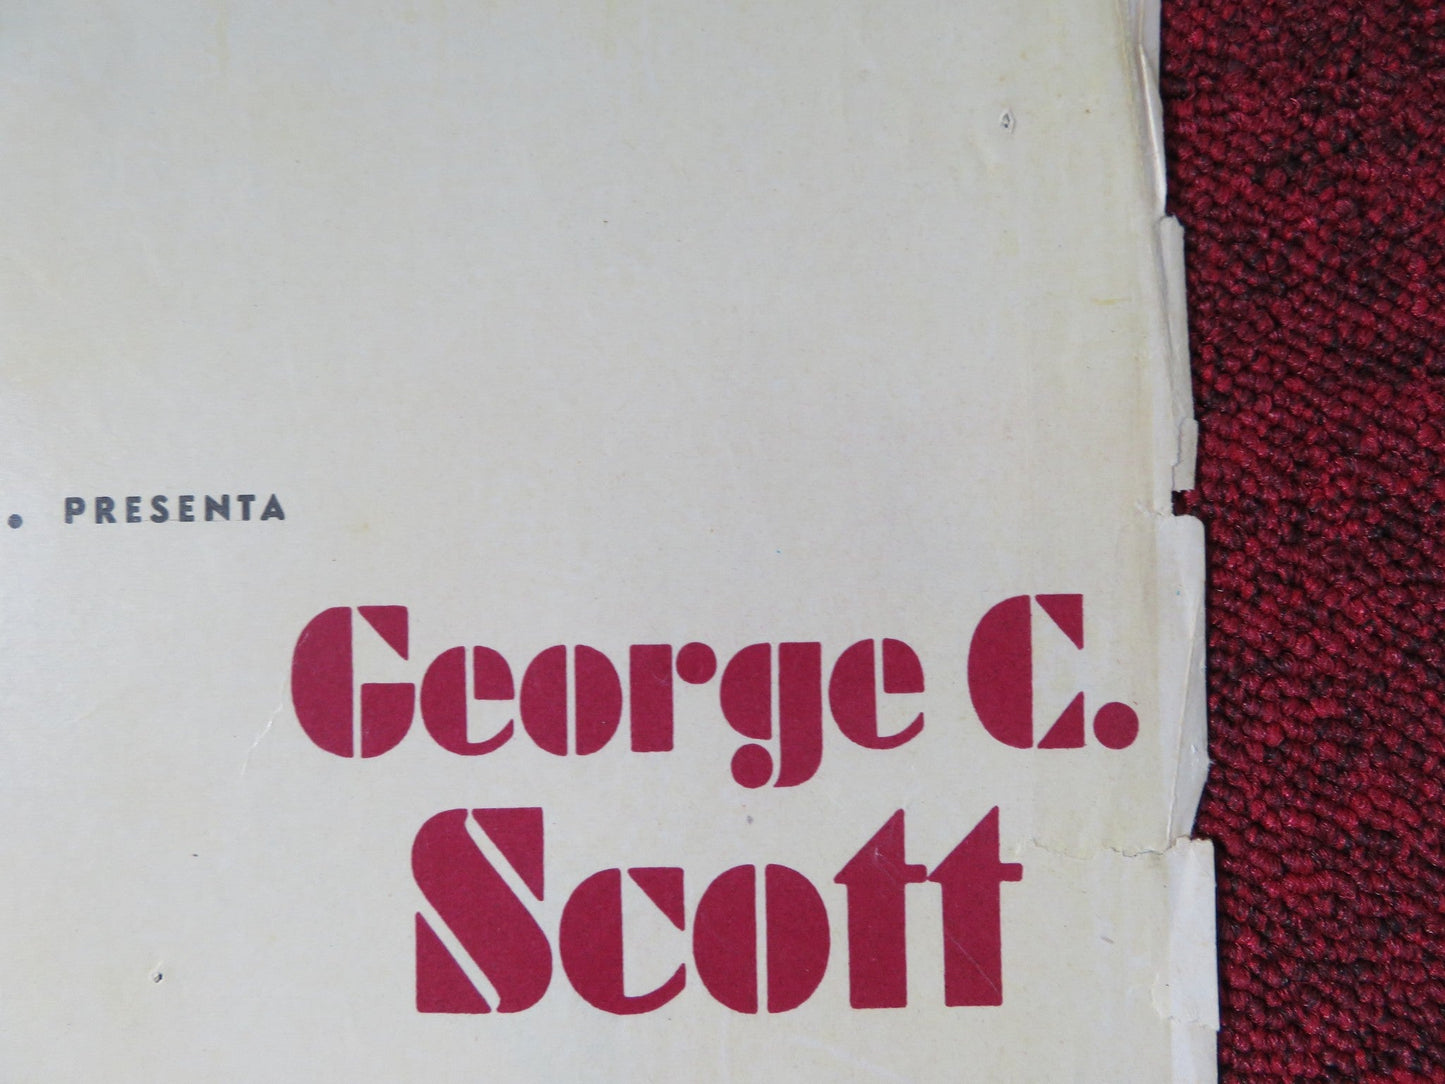 . PRESENTA
George C.
Scott